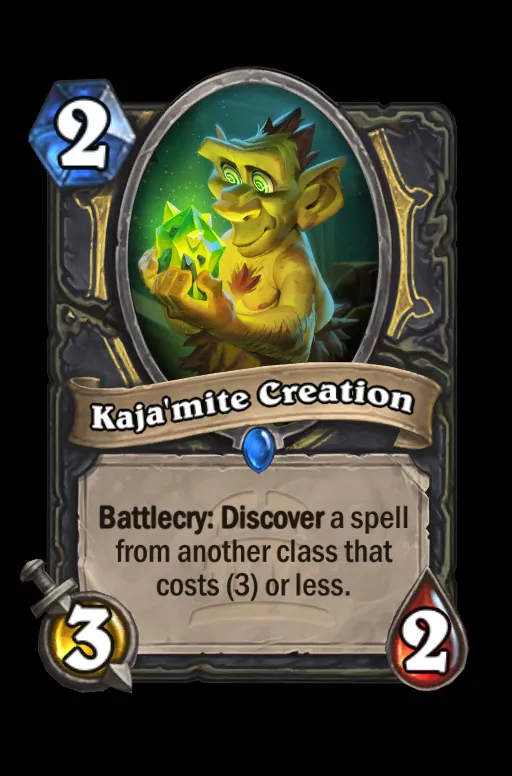 2
Kaja'mite Creation
Battlecry: Discover a spell
from another class that
costs (3) or less.
3
2